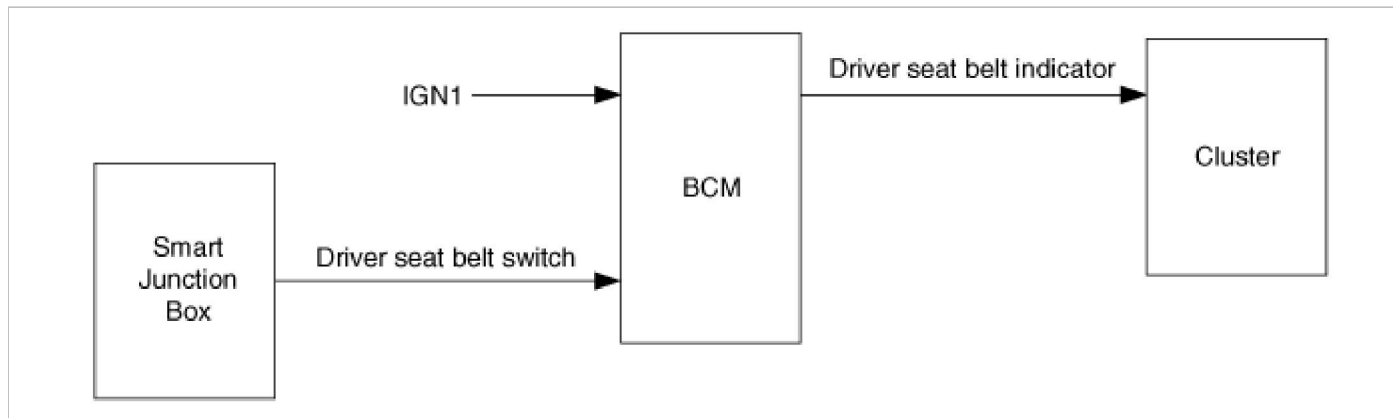 Driver seat belt indicator
IGN1
Cluster
BCM
Smart
Junction
Box
Driver seat belt switch